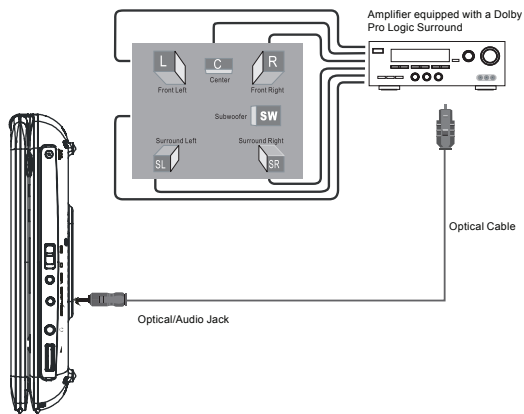 Amplifier equipped with a Dolby
Pro Logic Surround
L
C
R
Front Left
Center
Front Right
Subwoofer
SW
Surround Left
Surround Right
SL
SR
Optical Cable
Optical/Audio Jack